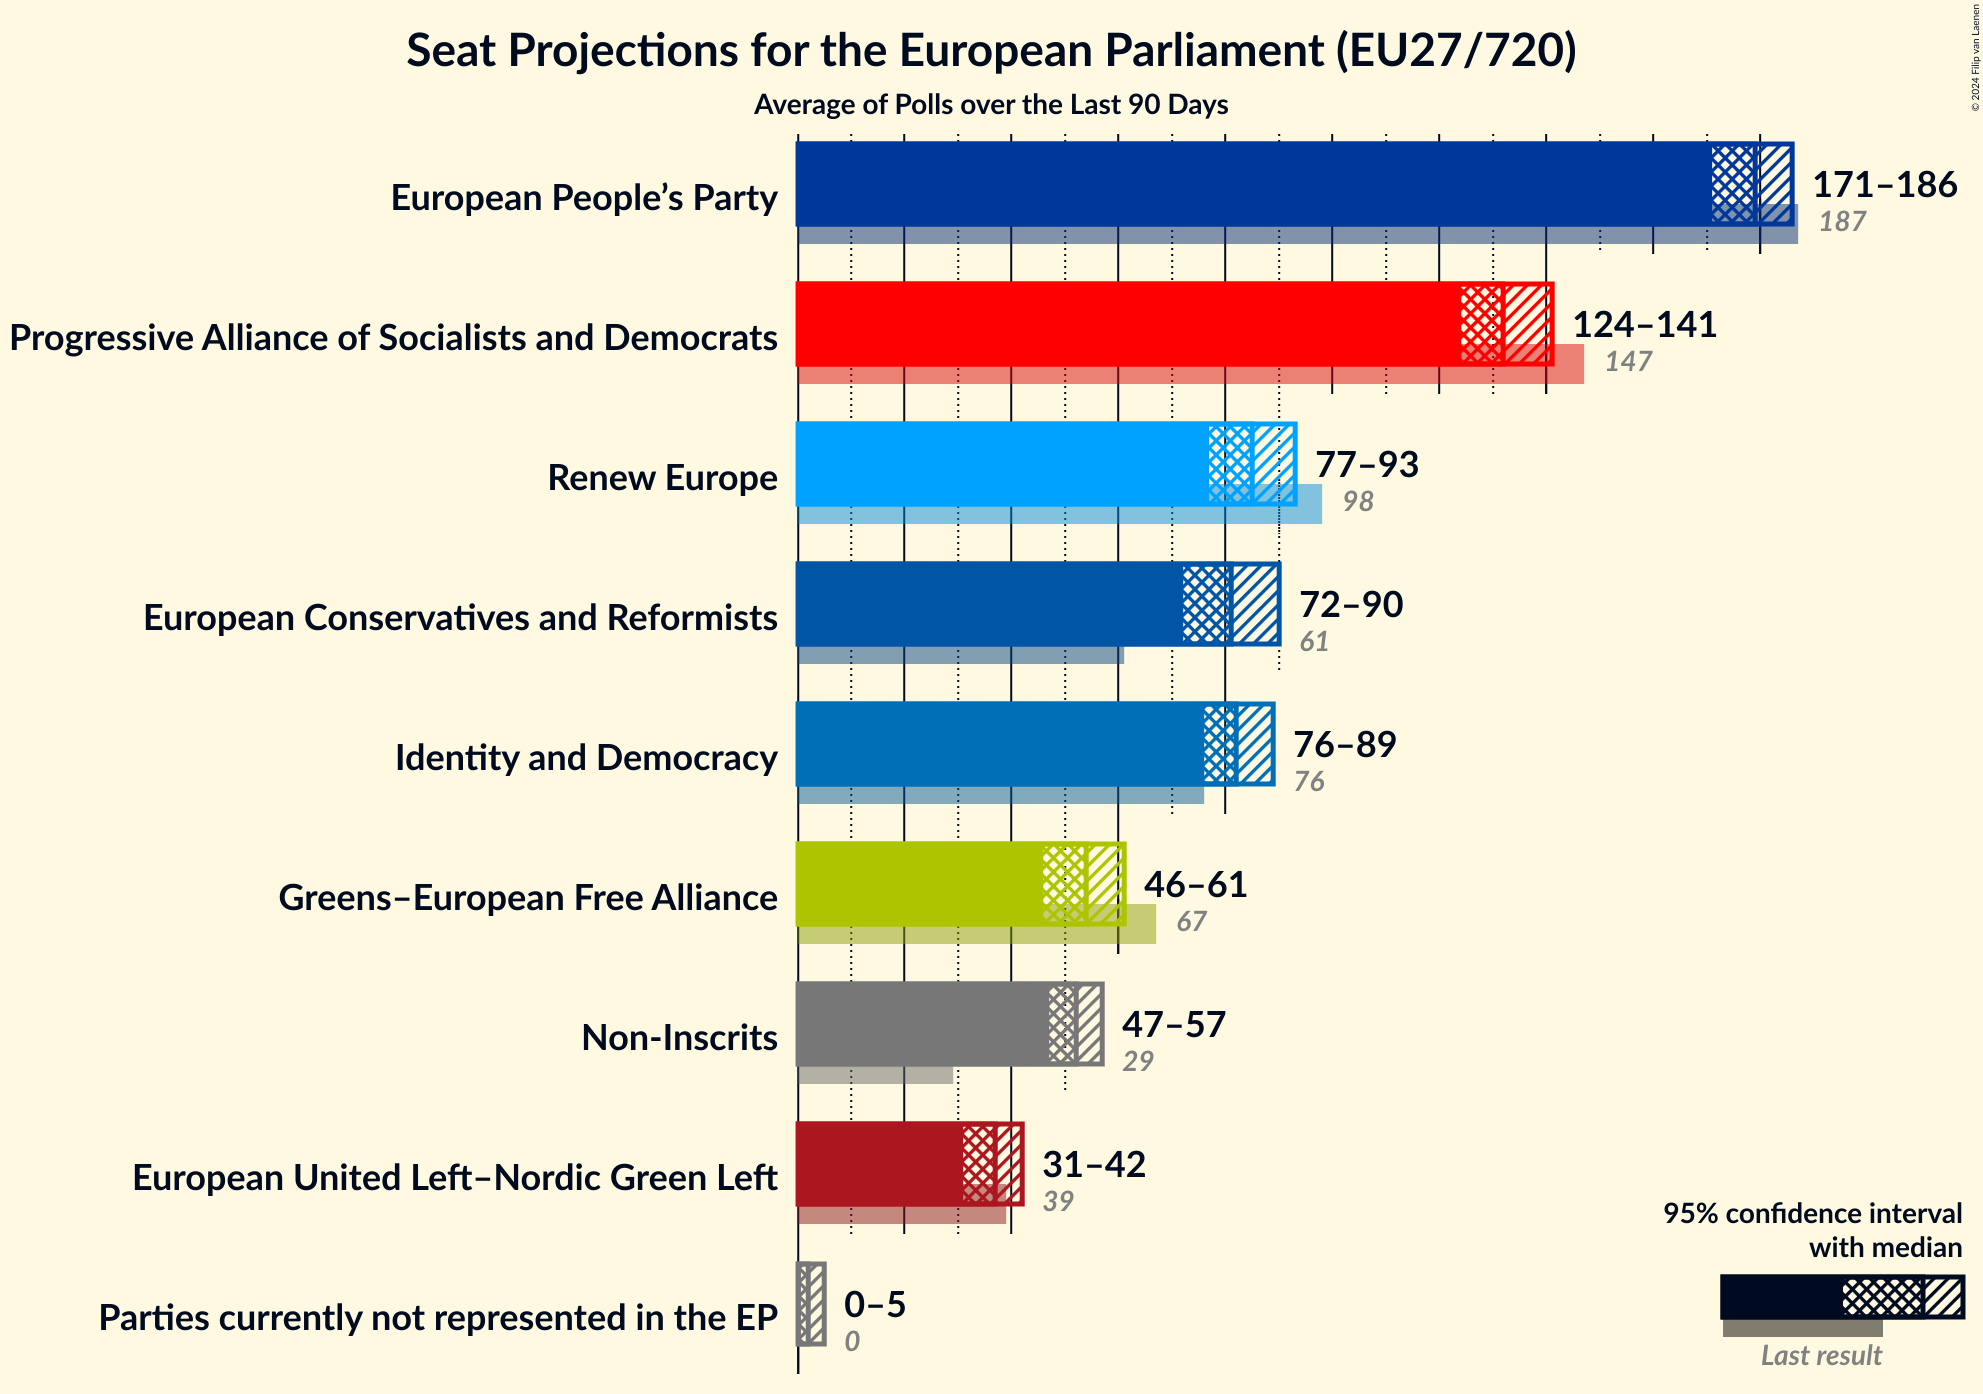 Seat Projections for the European Parliament (EU27/720)
Average of Polls over the Last 90 Days
© 2024 Filip van Laenen
European People’s Party
171–186
187
Progressive Alliance of Socialists and Democrats
124–141
147
Renew Europe
77–93
98
European Conservatives and Reformists
72–90
61
Identity and Democracy
76–89
76
Greens–European Free Alliance
46–61
67
Non-Inscrits
47–57
29
European United Left–Nordic Green Left
31–42
39
Parties currently not represented in the EP
0–5
0
95% confidence interval
with median
Last result